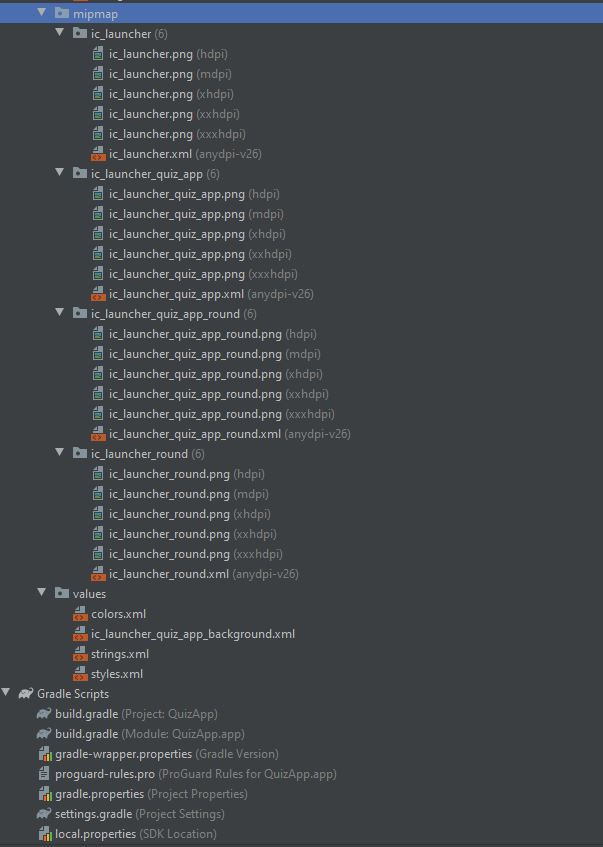 mipmap
ic_launcher (6)
ic_launcher.png (hdpi)
ic_launcher.png (mdpi)
ic_launcher.png (xhdpi)
ic_launcher.png (xxhdpi)
ic_launcher.png (xxxhdpi)
ic_launcher.xml (anydpi-v26)
ic_launcher_quiz_app (6)
ic_launcher_quiz_app.png (hdpi)
ic_launcher_quiz_app.png (mdpi)
ic_launcher_quiz_app.png (xhdpi)
ic_launcher_quiz_app.png (xxhdpi)
ic_launcher_quiz_app.png (xxxhdpi)
ic_launcher_quiz_app.xml (anydpi-v26)
ic_launcher_quiz_app_round (6)
ic_launcher_quiz_app_round.png (hdpi)
ic_launcher_quiz_app_round.png (mdpi)
ic_launcher_quiz_app_round.png (xhdpi)
ic_launcher_quiz_app_round.png (xxhdpi)
ic_launcher_quiz_app_round.png (xxxhdpi)
ic_launcher_quiz_app_round.xml (anydpi-v26)
ic_launcher_round (6)
ic_launcher_round.png (hdpi)
ic_launcher_round.png (mdpi)
ic_launcher_round.png (xhdpi)
ic_launcher_round.png (xxhdpi)
ic_launcher_round.png (xxxhdpi)
ic_launcher_round.xml (anydpi-v26)
values
colors.xml
ic_launcher_quiz_app_background.xml
strings.xml
styles.xml
Gradle Scripts
build.gradle (Project: QuizApp)
build.gradle (Module: QuizApp.app)
gradle-wrapper.properties (Gradle Version)
proguard-rules.pro (ProGuard Rules for QuizApp.app)
gradle.properties (Project Properties)
settings.gradle (Project Settings)
local.properties (SDK Location)